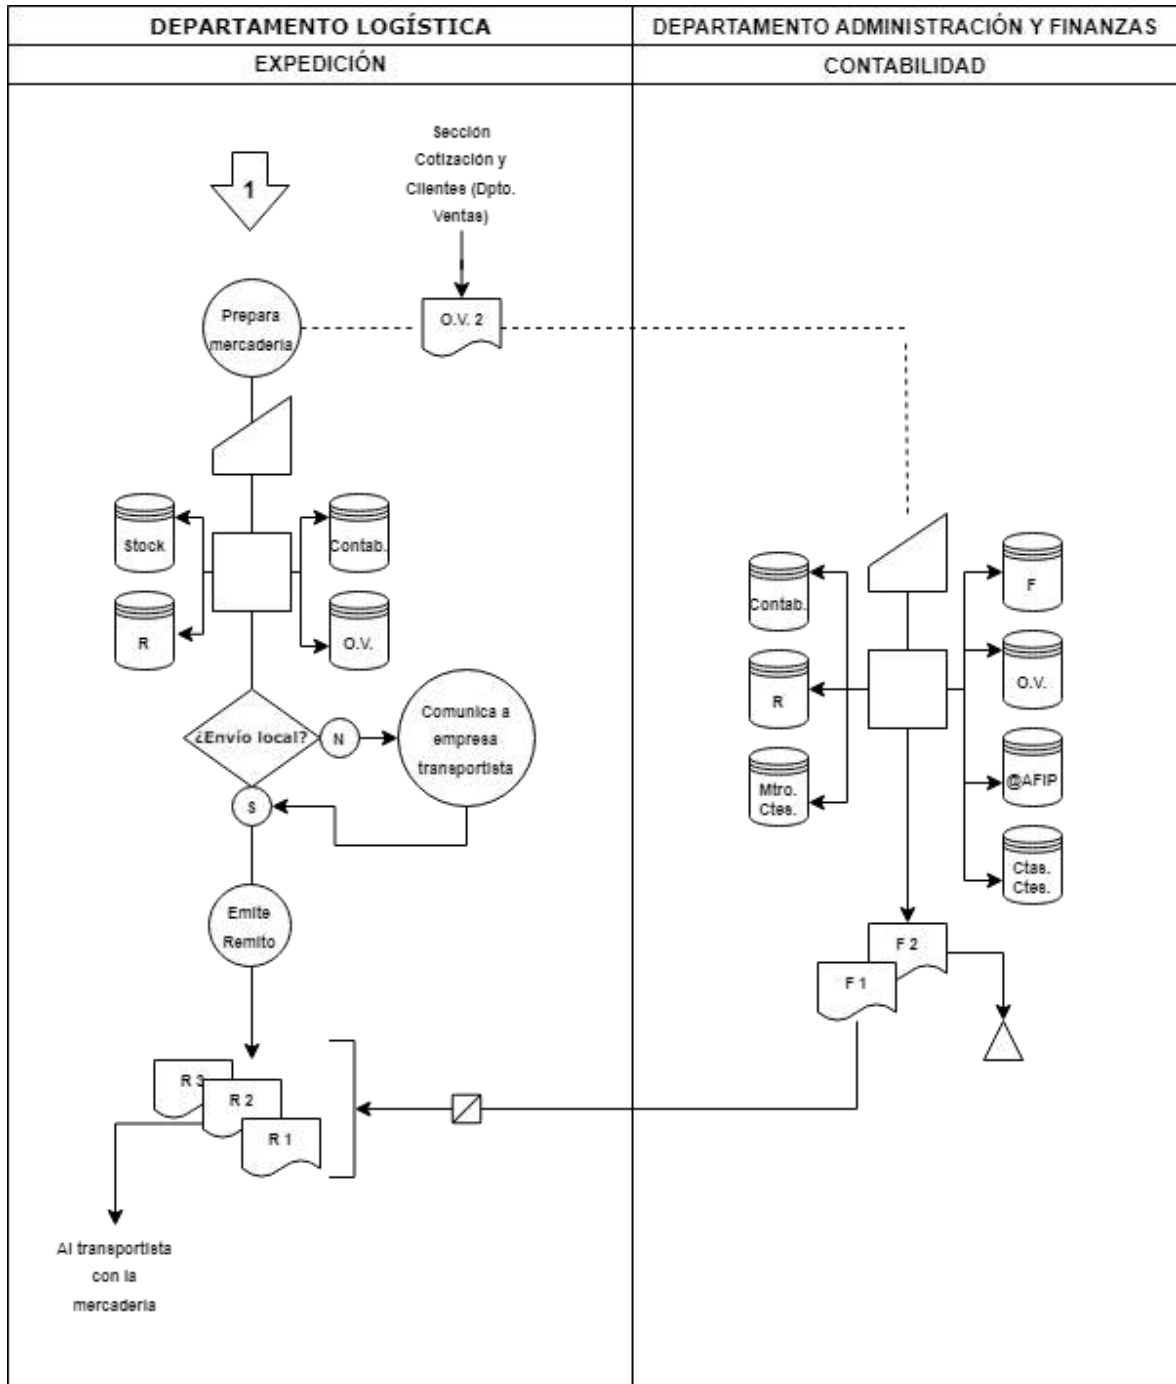 DEPARTAMENTO LOGÍSTICA
DEPARTAMENTO ADMINISTRACIÓN Y FINANZAS
EXPEDICIÓN
CONTABILIDAD
1
Sección
Cotización y
Clientes (Dpto.
Ventas)
Prepara
mercadería
O.V. 2
Stock
Contab.
R
O.V.
¿Envío local?
N
Comunica a
empresa
transportista
S
Emite
Remito
R 3
R 2
R 1
Al transportista
con la
mercadería
Contab.
F
R
O.V.
Mtro.
Ctes.
@AFIP
Ctas.
Ctes.
F 2
F 1